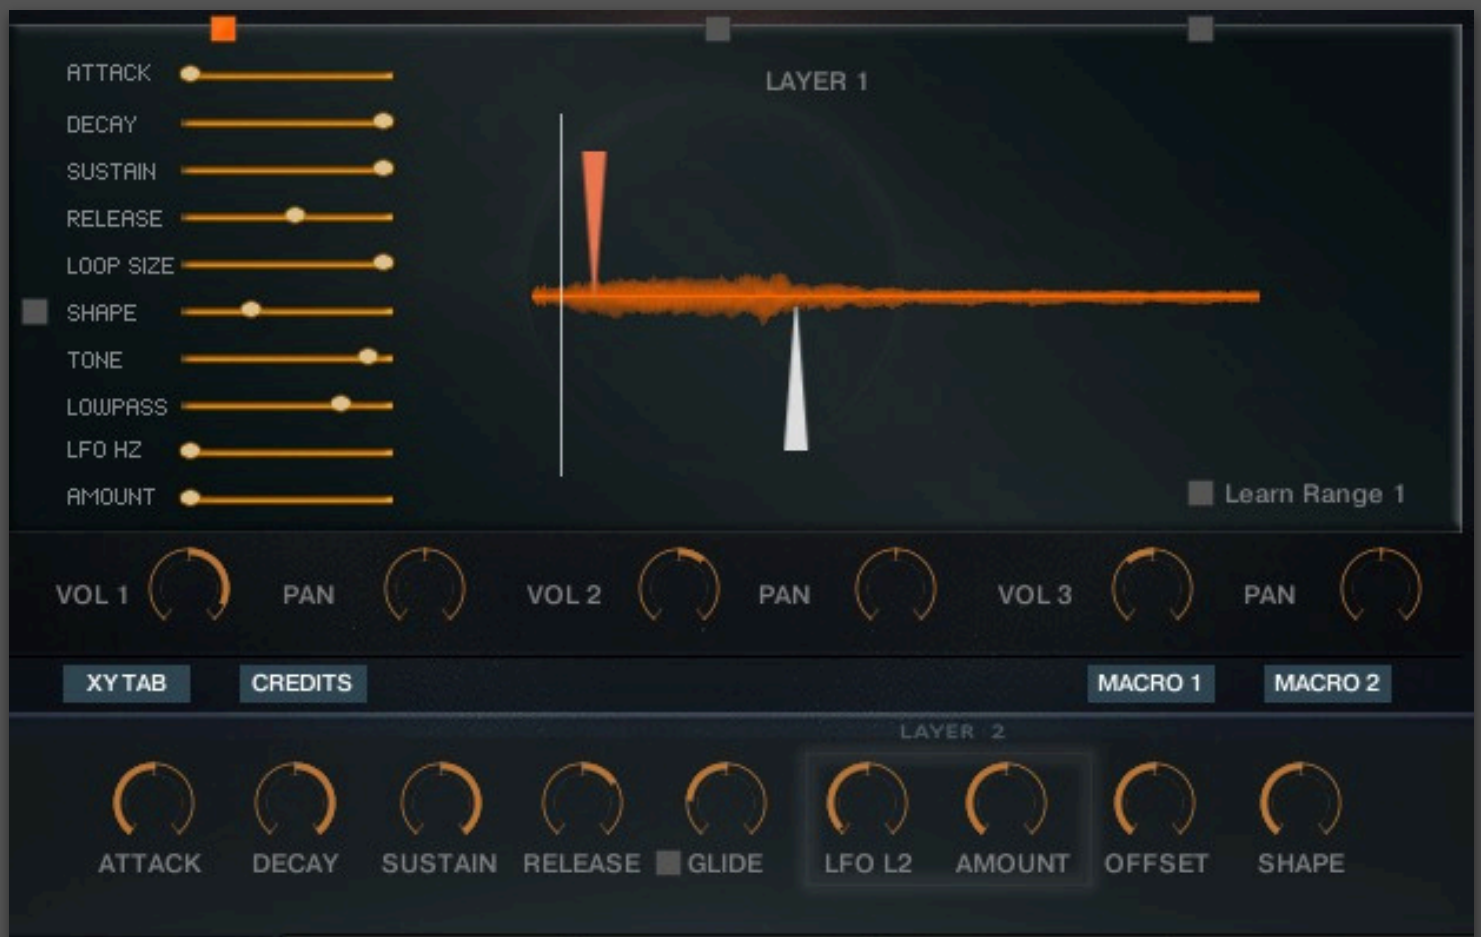 LAYER 1
ATTACK
DECAY
SUSTAIN
RELEASE
LOOP SIZE
SHAPE
TONE
LOWPASS
LFO HZ
AMOUNT
Learn Range 1
VOL 1 PAN VOL 2 PAN VOL 3 PAN
XY TAB CREDITS MACRO 1 MACRO 2
LAYER 2
ATTACK DECAY SUSTAIN RELEASE GLIDE LFO L2 AMOUNT OFFSET SHAPE